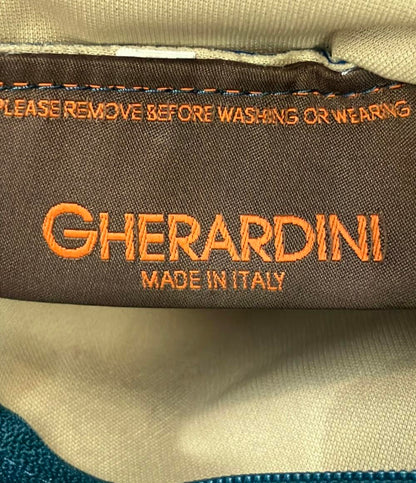 PLEASE REMOVE BEFORE WASHING OR WEARING
GHERARDINI
MADE IN ITALY